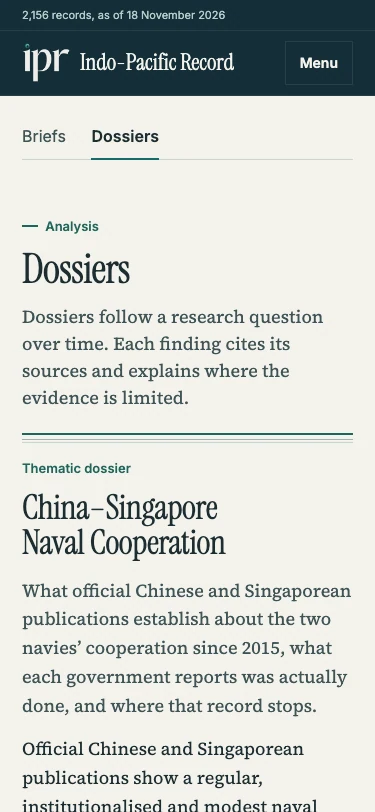 2,156 records, as of 18 November 2026
ipr Indo-Pacific Record
Menu
Briefs Dossiers
Analysis
Dossiers
Dossiers follow a research question
over time. Each finding cites its
sources and explains where the
evidence is limited.
Thematic dossier
China–Singapore
Naval Cooperation
What official Chinese and Singaporean
publications establish about the two
navies’ cooperation since 2015, what
each government reports was actually
done, and where that record stops.
Official Chinese and Singaporean
publications show a regular,
institutionalised and modest naval